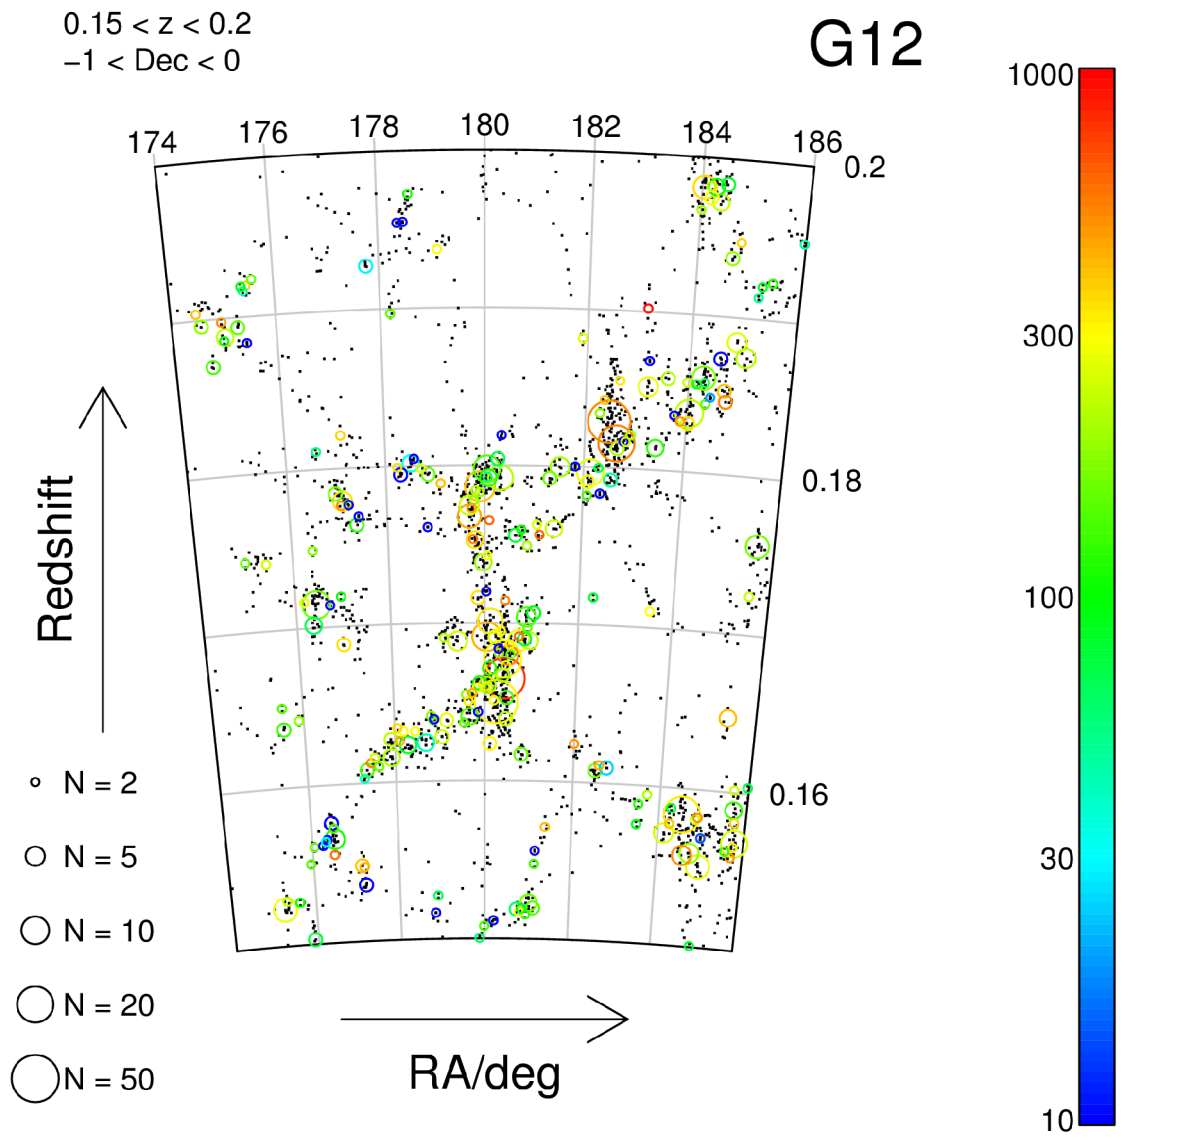 0.15 < z < 0.2
−1 < Dec < 0
G12
174 176 178 180 182 184 186
0.2
0.18
0.16
Redshift
RA/deg
N = 2
N = 5
N = 10
N = 20
N = 50
1000
300
100
30
10